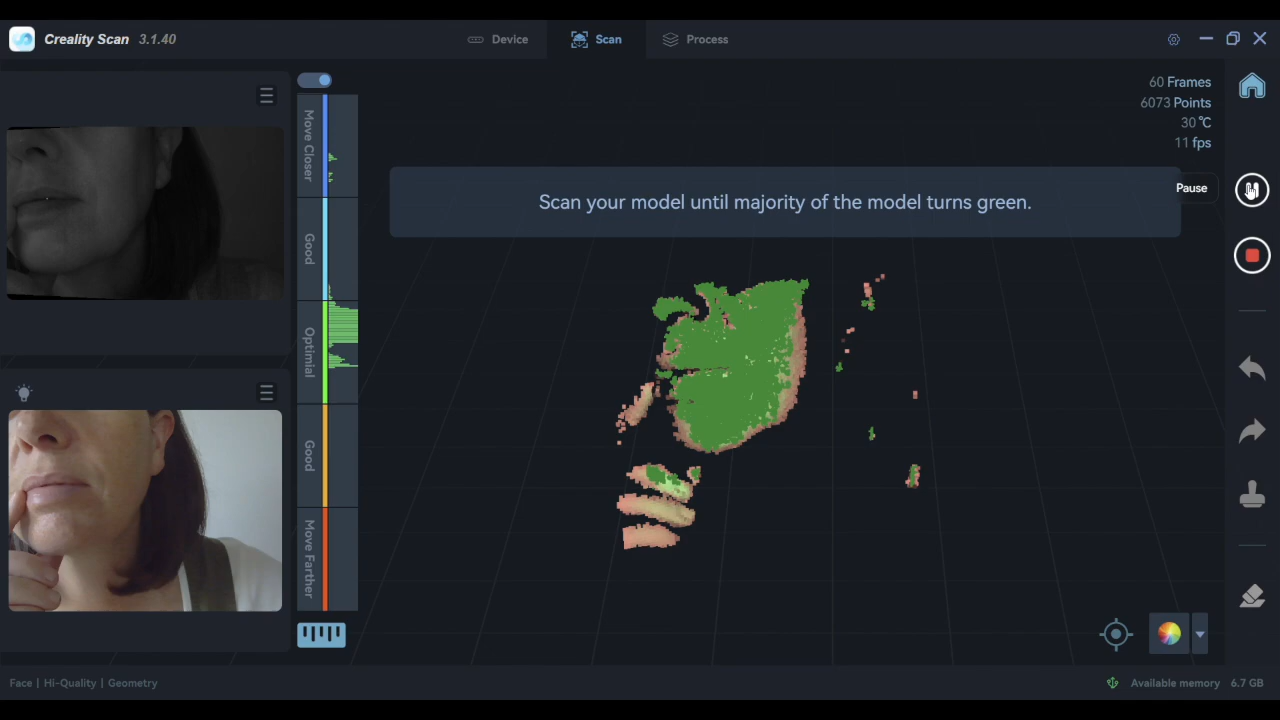 Creality Scan 3.1.40
Device
Scan
Process
60 Frames
6073 Points
30 °C
11 fps
Move Closer
Good
Optimial
Good
Move Farther
Scan your model until majority of the model turns green.
Pause
Face | Hi-Quality | Geometry
Available memory 6.7 GB